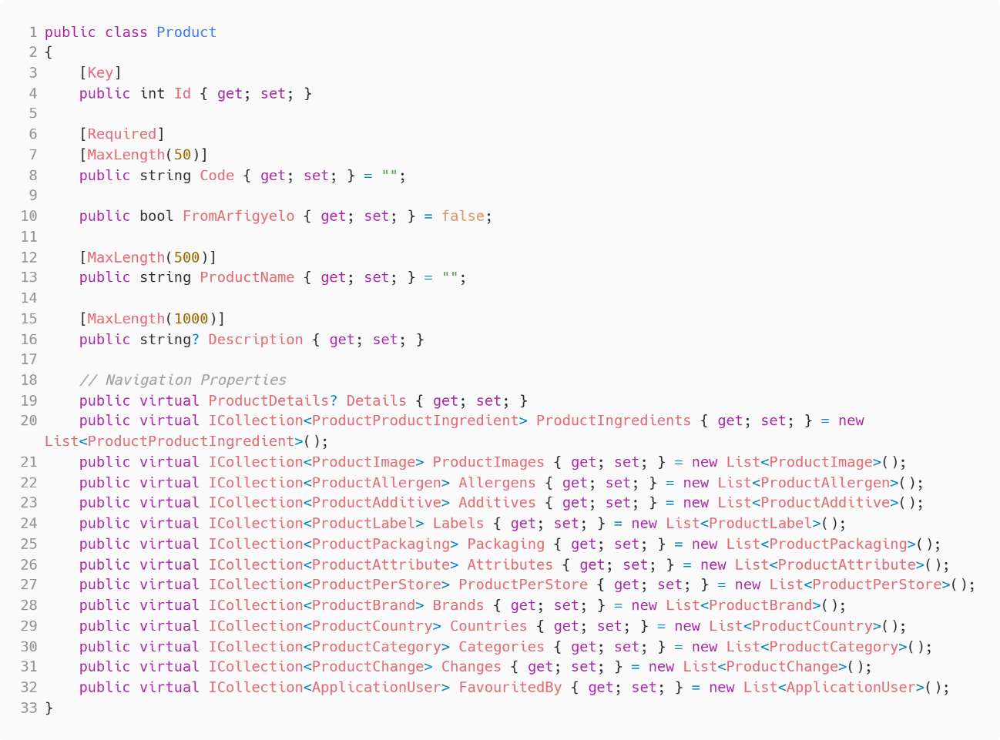 1 public class Product
2 {
3     [Key]
4     public int Id { get; set; }
5
6     [Required]
7     [MaxLength(50)]
8     public string Code { get; set; } = "";
9
10     public bool FromArfigyelo { get; set; } = false;
11
12     [MaxLength(500)]
13     public string ProductName { get; set; } = "";
14
15     [MaxLength(1000)]
16     public string? Description { get; set; }
17
18     // Navigation Properties
19     public virtual ProductDetails? Details { get; set; }
20     public virtual ICollection<ProductProductIngredient> ProductIngredients { get; set; } = new
List<ProductProductIngredient>();
21     public virtual ICollection<ProductImage> ProductImages { get; set; } = new List<ProductImage>();
22     public virtual ICollection<ProductAllergen> Allergens { get; set; } = new List<ProductAllergen>();
23     public virtual ICollection<ProductAdditive> Additives { get; set; } = new List<ProductAdditive>();
24     public virtual ICollection<ProductLabel> Labels { get; set; } = new List<ProductLabel>();
25     public virtual ICollection<ProductPackaging> Packaging { get; set; } = new List<ProductPackaging>();
26     public virtual ICollection<ProductAttribute> Attributes { get; set; } = new List<ProductAttribute>();
27     public virtual ICollection<ProductPerStore> ProductPerStore { get; set; } = new List<ProductPerStore>();
28     public virtual ICollection<ProductBrand> Brands { get; set; } = new List<ProductBrand>();
29     public virtual ICollection<ProductCountry> Countries { get; set; } = new List<ProductCountry>();
30     public virtual ICollection<ProductCategory> Categories { get; set; } = new List<ProductCategory>();
31     public virtual ICollection<ProductChange> Changes { get; set; } = new List<ProductChange>();
32     public virtual ICollection<ApplicationUser> FavouritedBy { get; set; } = new List<ApplicationUser>();
33 }